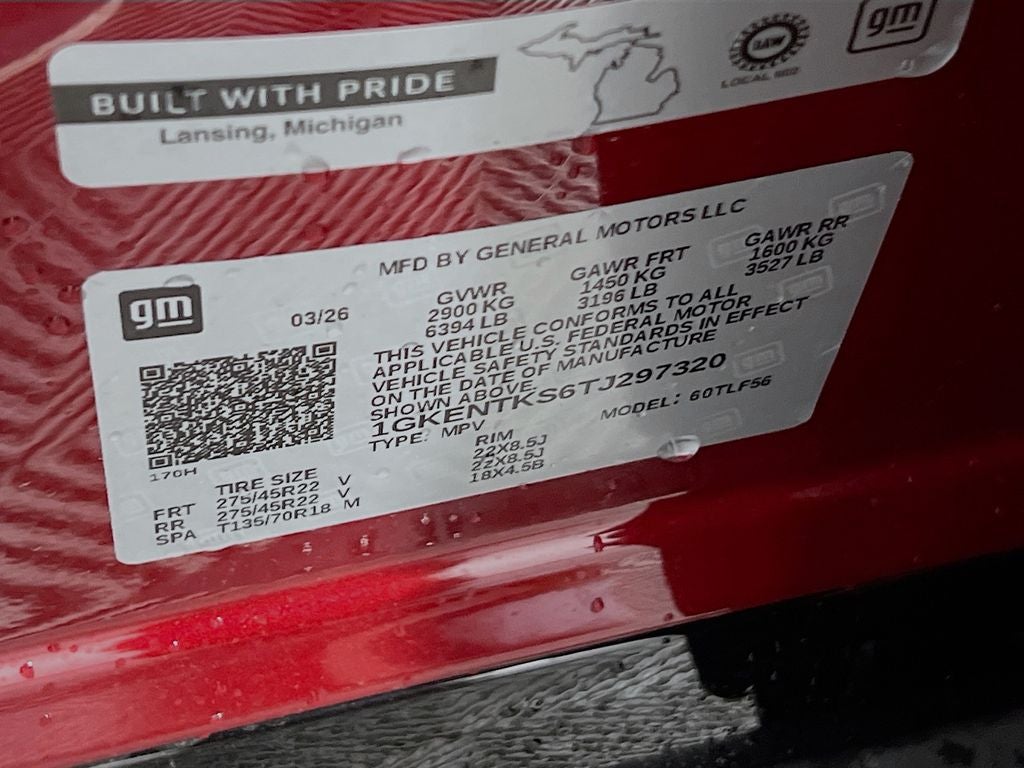 BUILT WITH PRIDE
Lansing, Michigan
UAW
LOCAL 602
gm
MFD BY GENERAL MOTORS LLC
gm
03/26
GVWR GAWR FRT GAWR RR
2900 KG 1450 KG 1600 KG
6394 LB 3196 LB 3527 LB
THIS VEHICLE CONFORMS TO ALL
APPLICABLE U.S. FEDERAL MOTOR
VEHICLE SAFETY STANDARDS IN EFFECT
ON THE DATE OF MANUFACTURE
SHOWN ABOVE.
1GKENTKS6TJ297320
TYPE: MPV MODEL: 60TLF56
170H
TIRE SIZE RIM
FRT 275/45R22 V 22X8.5J
RR 275/45R22 V 22X8.5J
SPA T135/70R18 M 18X4.5B